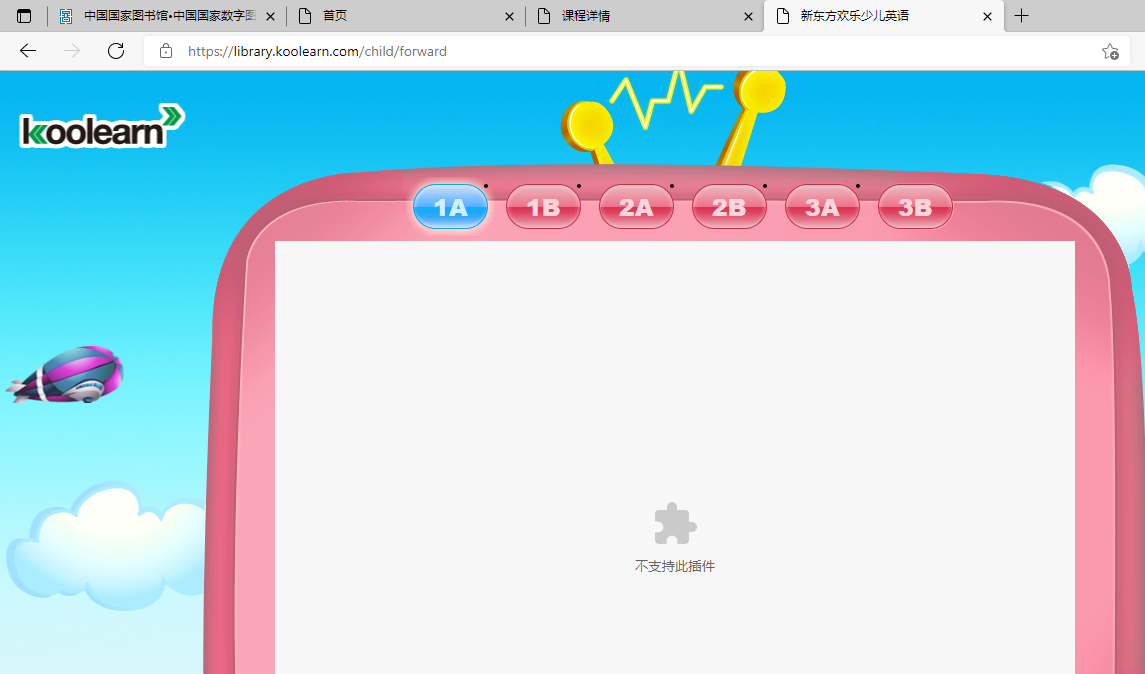 中国国家图书馆•中国国家数字图
首页
课程详情
新东方欢乐少儿英语
https://library.koolearn.com/child/forward
koolearn
1A
1B
2A
2B
3A
3B
不支持此插件